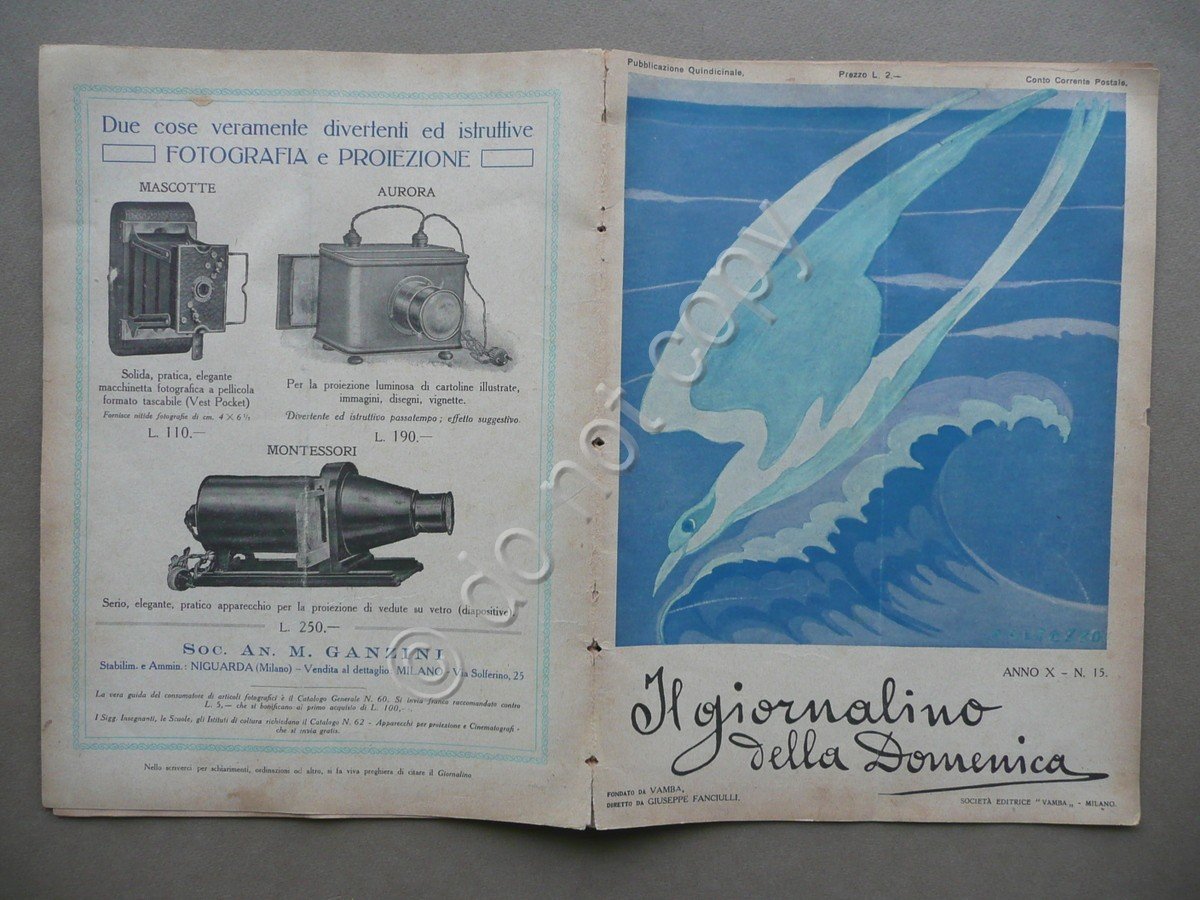 Due cose veramente divertenti ed istruttive
FOTOGRAFIA e PROIEZIONE
MASCOTTE
Solida, pratica, elegante
macchinetta fotografica a pellicola
formato tascabile (Vest Pocket)
Fornisce nitide fotografie di cm. 4 X 6 ½
L. 110.—
AURORA
Per la proiezione luminosa di cartoline illustrate,
immagini, disegni, vignette.
Divertente ed istruttivo passatempo; effetto suggestivo
L. 190.—
MONTESSORI
Serio, elegante, pratico apparecchio per la proiezione di vedute su vetro (diapositive).
L. 250.—
SOC. AN. M. GANZINI
Stabilim. e Ammin.: NIGUARDA (Milano) - Vendita al dettaglio MILANO - Via Solferino, 25
La vera guida del consumatore di articoli fotografici è il Catalogo Generale N. 60. Si invia franco raccomandato contro
L. 5,— che si bonificano al primo acquisto di L. 100,—.
I Sigg. Insegnanti, le Scuole, gli Istituti di coltura richiedano il Catalogo N. 62 - Apparecchi per proiezione e Cinematografi -
che si invia gratis.
Nello scriverci per schiarimenti, ordinazioni od altro, si fa viva preghiera di citare il Giornalino
Pubblicazione Quindicinale.
Prezzo L. 2.—
Conto Corrente Postale.
ANNO X - N. 15.
Il giornalino
della Domenica
FONDATO DA VAMBA,
DIRETTO DA GIUSEPPE FANCIULLI.
SOCIETÀ EDITRICE "VAMBA„ - MILANO.
© do not copy